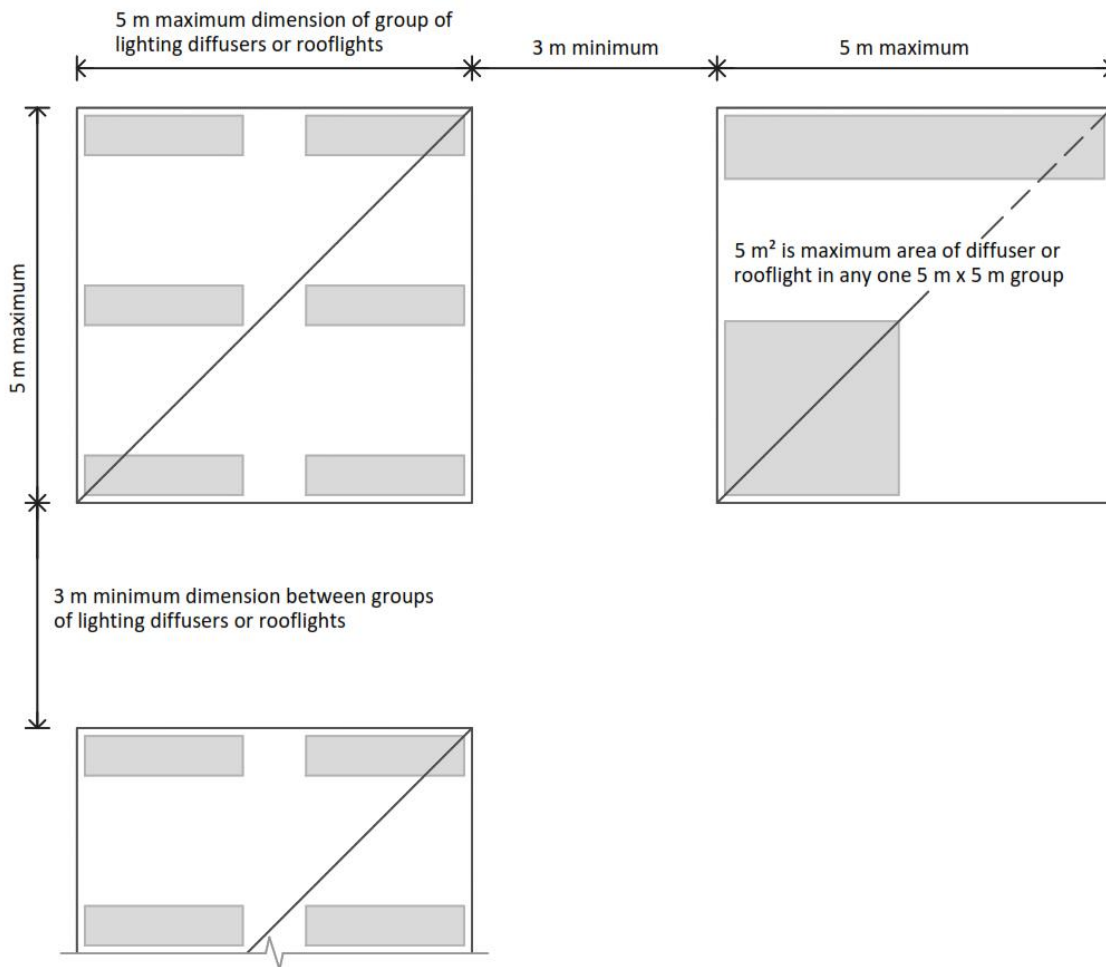 5 m maximum dimension of group of
lighting diffusers or rooflights
3 m minimum
5 m maximum
5 m maximum
5 m² is maximum area of diffuser or
rooflight in any one 5 m x 5 m group
3 m minimum dimension between groups
of lighting diffusers or rooflights